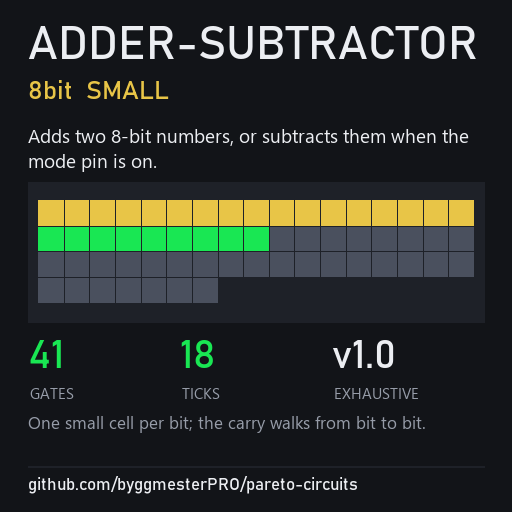 ADDER-SUBTRACTOR
8bit SMALL
Adds two 8-bit numbers, or subtracts them when the
mode pin is on.
41 18 v1.0
GATES TICKS EXHAUSTIVE
One small cell per bit; the carry walks from bit to bit.
github.com/byggmesterPRO/pareto-circuits